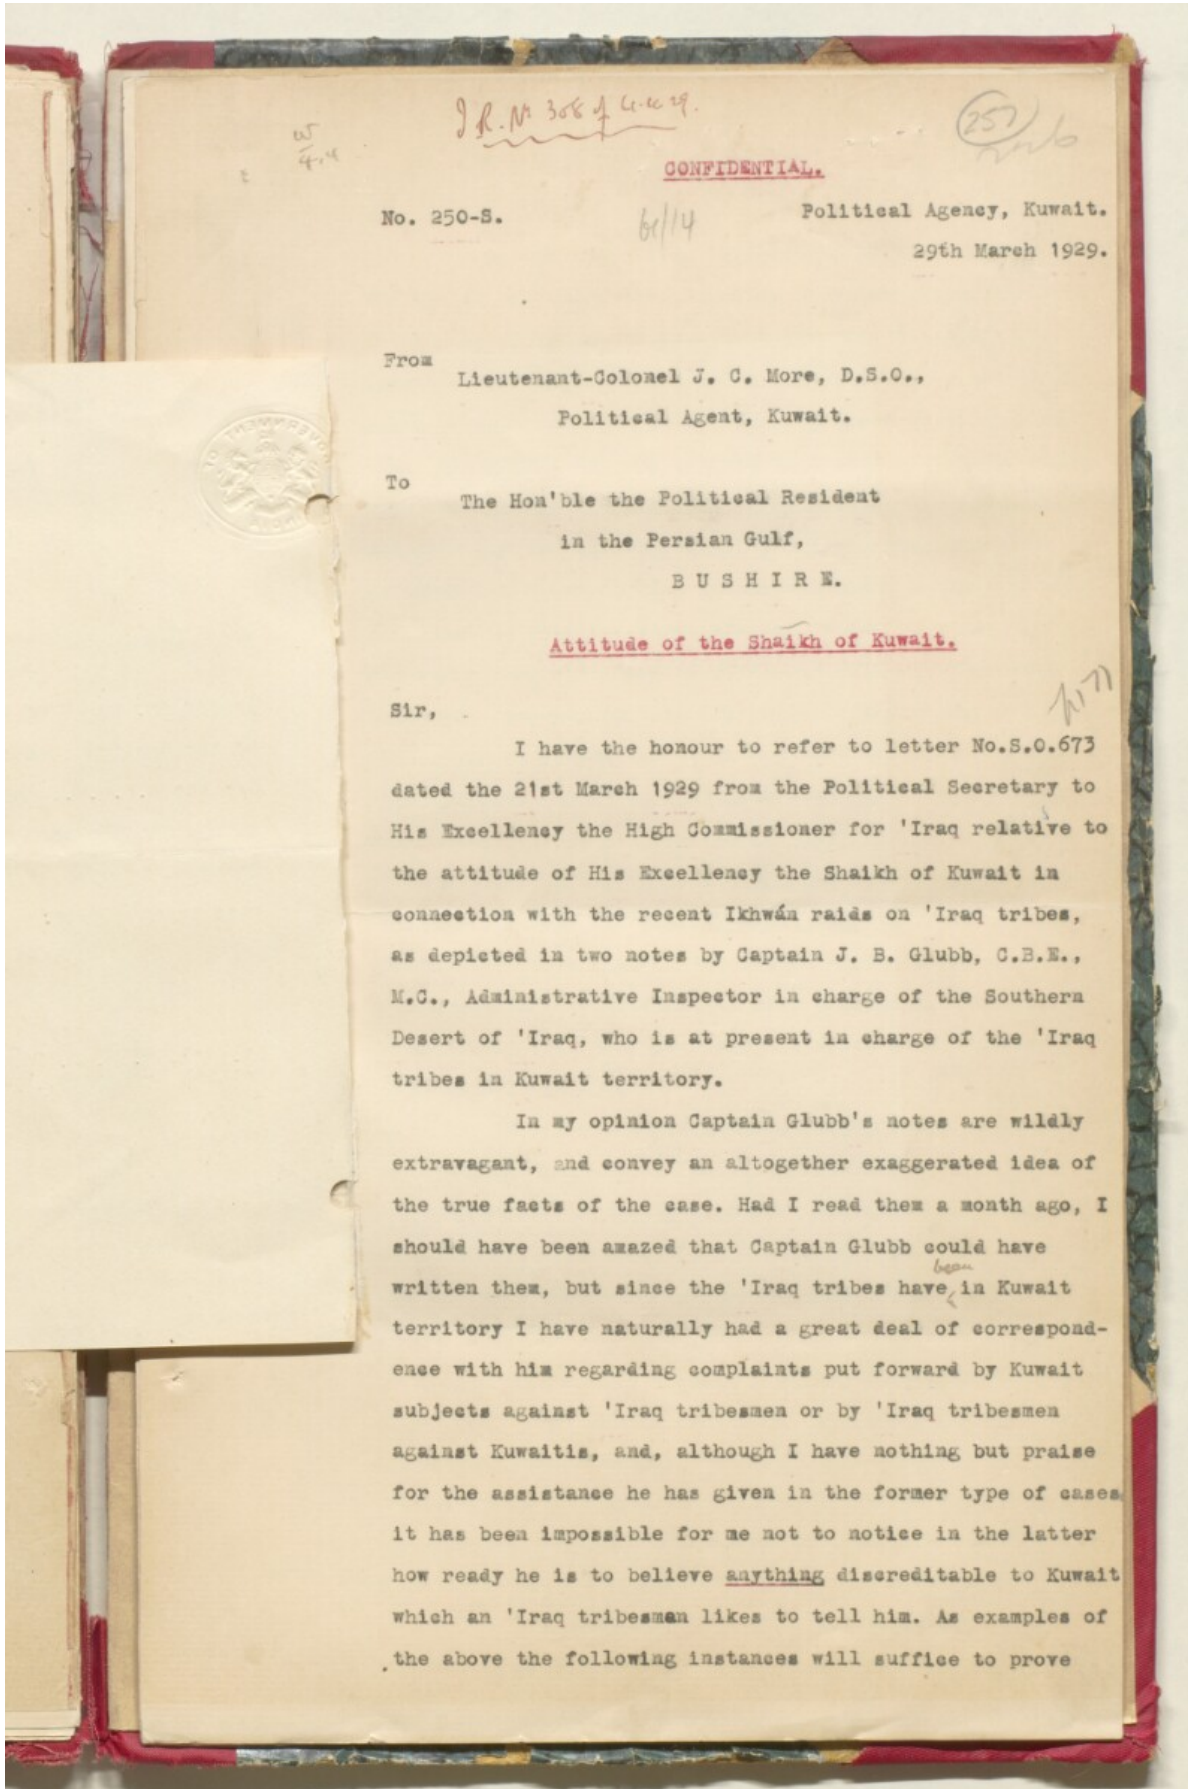 CONFIDENTIAL.
No. 250-S.
Political Agency, Kuwait.
29th March 1929.
From
Lieutenant-Colonel J. C. More, D.S.O.,
Political Agent, Kuwait.
To
The Hon'ble the Political Resident
in the Persian Gulf,
B U S H I R E.
Attitude of the Shaikh of Kuwait.
Sir,
I have the honour to refer to letter No.S.O.673
dated the 21st March 1929 from the Political Secretary to
His Excellency the High Commissioner for 'Iraq relative to
the attitude of His Excellency the Shaikh of Kuwait in
connection with the recent Ikhwán raids on 'Iraq tribes,
as depicted in two notes by Captain J. B. Glubb, C.B.E.,
M.C., Administrative Inspector in charge of the Southern
Desert of 'Iraq, who is at present in charge of the 'Iraq
tribes in Kuwait territory.
In my opinion Captain Glubb's notes are wildly
extravagant, and convey an altogether exaggerated idea of
the true facts of the case. Had I read them a month ago, I
should have been amazed that Captain Glubb could have
been
written them, but since the 'Iraq tribes have in Kuwait
territory I have naturally had a great deal of correspond-
ence with him regarding complaints put forward by Kuwait
subjects against 'Iraq tribesmen or by 'Iraq tribesmen
against Kuwaitis, and, although I have nothing but praise
for the assistance he has given in the former type of cases
it has been impossible for me not to notice in the latter
how ready he is to believe anything discreditable to Kuwait
which an 'Iraq tribesman likes to tell him. As examples of
the above the following instances will suffice to prove